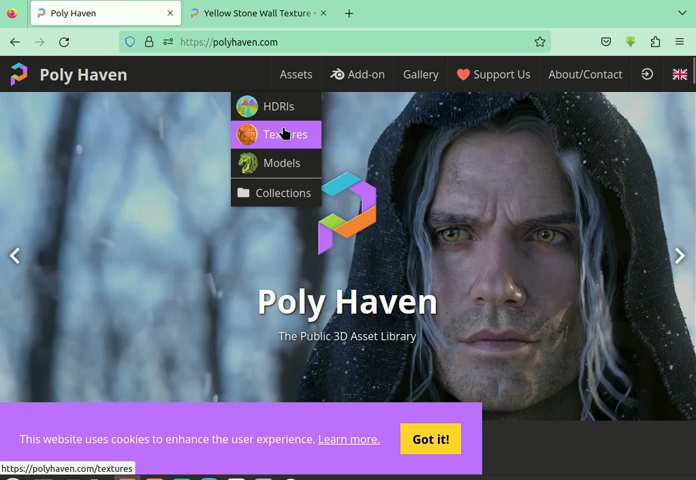 Poly Haven
Yellow Stone Wall Texture
https://polyhaven.com
Poly Haven
Assets
Add-on
Gallery
Support Us
About/Contact
HDRIs
Textures
Models
Collections
Poly Haven
The Public 3D Asset Library
This website uses cookies to enhance the user experience. Learn more.
Got it!
https://polyhaven.com/textures